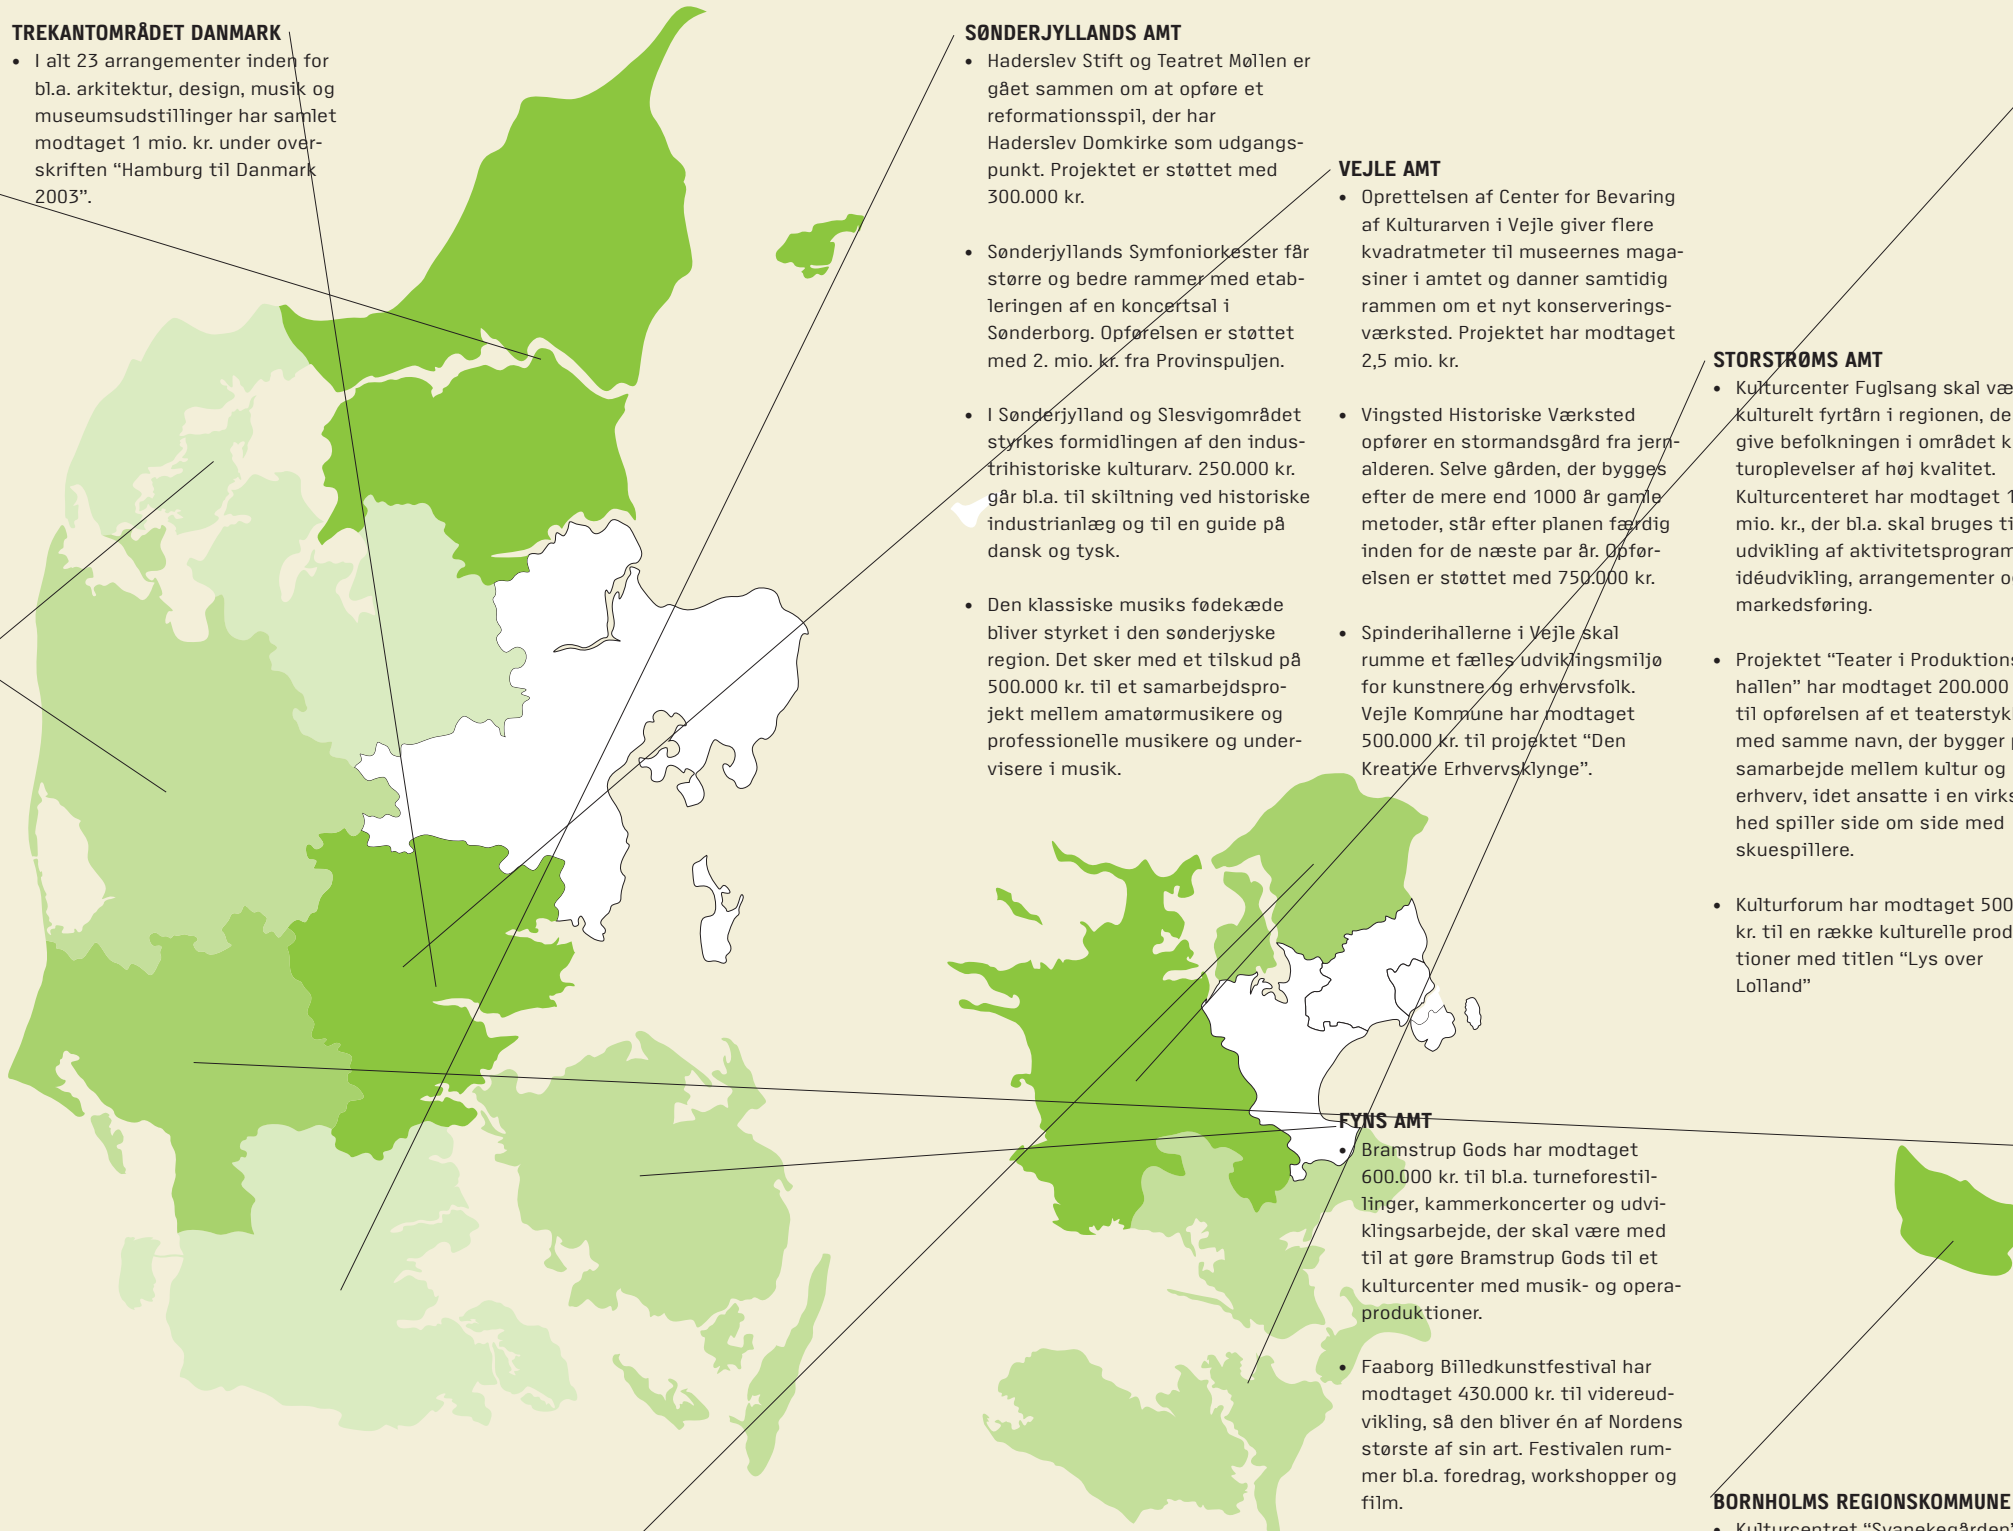 TREKANTOMRÅDET DANMARK
• I alt 23 arrangementer inden for
bl.a. arkitektur, design, musik og
museumsudstillinger har samlet
modtaget 1 mio. kr. under over-
skriften “Hamburg til Danmark
2003”.
SØNDERJYLLANDS AMT
• Haderslev Stift og Teatret Møllen er
gået sammen om at opføre et
reformationsspil, der har
Haderslev Domkirke som udgangs-
punkt. Projektet er støttet med
300.000 kr.
• Sønderjyllands Symfoniorkester får
større og bedre rammer med etab-
leringen af en koncertsal i
Sønderborg. Opførelsen er støttet
med 2. mio. kr. fra Provinspuljen.
• I Sønderjylland og Slesvigområdet
styrkes formidlingen af den indus-
trihistoriske kulturarv. 250.000 kr.
går bl.a. til skiltning ved historiske
industrianlæg og til en guide på
dansk og tysk.
• Den klassiske musiks fødekæde
bliver styrket i den sønderjyske
region. Det sker med et tilskud på
500.000 kr. til et samarbejdspro-
jekt mellem amatørmusikere og
professionelle musikere og under-
visere i musik.
VEJLE AMT
• Oprettelsen af Center for Bevaring
af Kulturarven i Vejle giver flere
kvadratmeter til museernes maga-
siner i amtet og danner samtidig
rammen om et nyt konserverings-
værksted. Projektet har modtaget
2,5 mio. kr.
• Vingsted Historiske Værksted
opfører en stormandsgård fra jern-
alderen. Selve gården, der bygges
efter de mere end 1000 år gamle
metoder, står efter planen færdig
inden for de næste par år. Opfør-
elsen er støttet med 750.000 kr.
• Spinderihallerne i Vejle skal
rumme et fælles udviklingsmiljø
for kunstnere og erhvervsfolk.
Vejle Kommune har modtaget
500.000 kr. til projektet “Den
Kreative Erhvervsklynge”.
FYNS AMT
• Bramstrup Gods har modtaget
600.000 kr. til bl.a. turneforestil-
linger, kammerkoncerter og udvi-
klingsarbejde, der skal være med
til at gøre Bramstrup Gods til et
kulturcenter med musik- og opera-
produktioner.
• Faaborg Billedkunstfestival har
modtaget 430.000 kr. til videreud-
vikling, så den bliver én af Nordens
største af sin art. Festivalen rum-
mer bl.a. foredrag, workshopper og
film.
STORSTRØMS AMT
• Kulturcenter Fuglsang skal væ
kulturelt fyrtårn i regionen, de
give befolkningen i området k
turoplevelser af høj kvalitet.
Kulturcenteret har modtaget 1
mio. kr., der bl.a. skal bruges ti
udvikling af aktivitetsprogram
idéudvikling, arrangementer o
markedsføring.
• Projektet “Teater i Produktions
hallen” har modtaget 200.000
til opførelsen af et teaterstyk
med samme navn, der bygger p
samarbejde mellem kultur og
erhverv, idet ansatte i en virks
hed spiller side om side med
skuespillere.
• Kulturforum har modtaget 500
kr. til en række kulturelle prod
tioner med titlen “Lys over
Lolland”
BORNHOLMS REGIONSKOMMUNE
• Kulturcentret “Svanekegården”